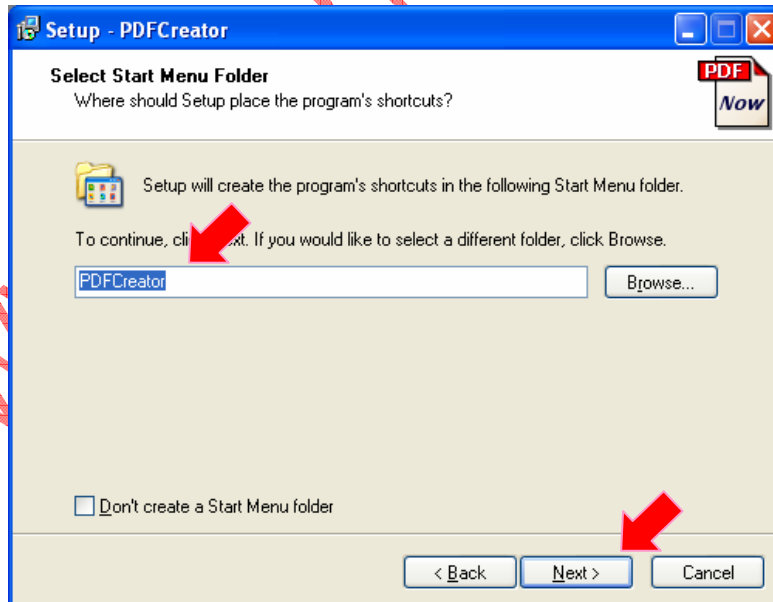 Setup - PDFCreator
Select Start Menu Folder
Where should Setup place the program's shortcuts?
PDF
Now
Setup will create the program's shortcuts in the following Start Menu folder.
To continue, cli xt. If you would like to select a different folder, click Browse.
PDFCreator
Browse...
Don't create a Start Menu folder
< Back
Next >
Cancel